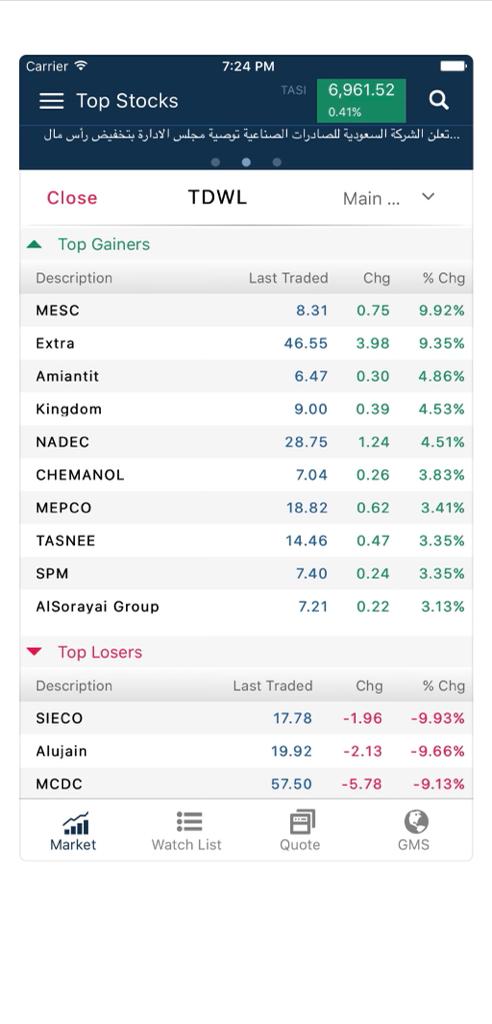 Carrier 7:24 PM
Top Stocks TASI 6,961.52
0.41%
تعلن الشركة السعودية للصادرات الصناعية توصية مجلس الادارة بتخفيض رأس مال...
Close TDWL Main ...
Top Gainers
Description Last Traded Chg % Chg
MESC 8.31 0.75 9.92%
Extra 46.55 3.98 9.35%
Amiantit 6.47 0.30 4.86%
Kingdom 9.00 0.39 4.53%
NADEC 28.75 1.24 4.51%
CHEMANOL 7.04 0.26 3.83%
MEPCO 18.82 0.62 3.41%
TASNEE 14.46 0.47 3.35%
SPM 7.40 0.24 3.35%
AlSorayai Group 7.21 0.22 3.13%
Top Losers
Description Last Traded Chg % Chg
SIECO 17.78 -1.96 -9.93%
Alujain 19.92 -2.13 -9.66%
MCDC 57.50 -5.78 -9.13%
Market Watch List Quote GMS